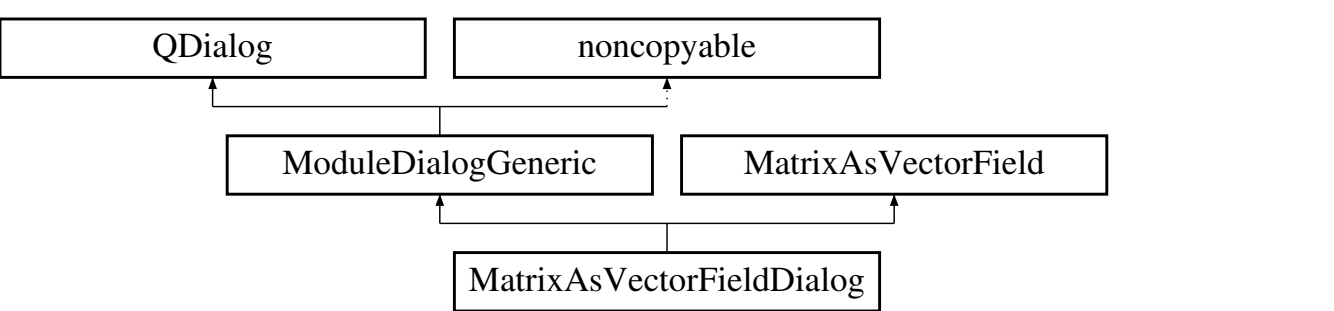 QDialog
noncopyable
ModuleDialogGeneric
MatrixAsVectorField
MatrixAsVectorFieldDialog